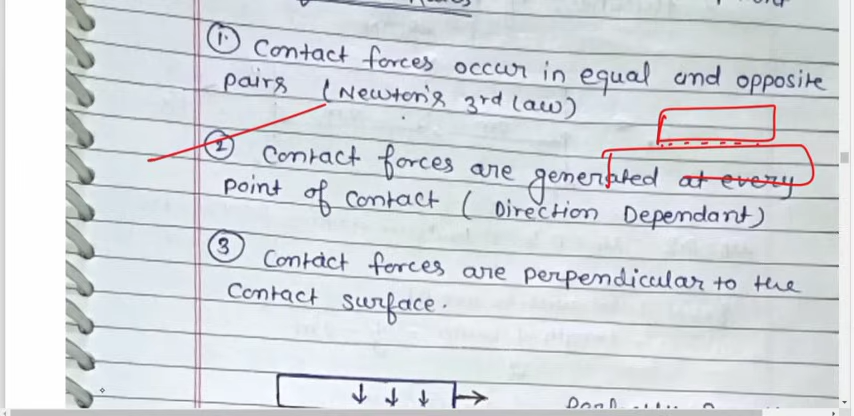 ① Contact forces occur in equal and opposite
pairs (Newton's 3rd law)
② Contact forces are generated at every
point of contact ( Direction Dependant)
③ Contact forces are perpendicular to the
Contact surface.